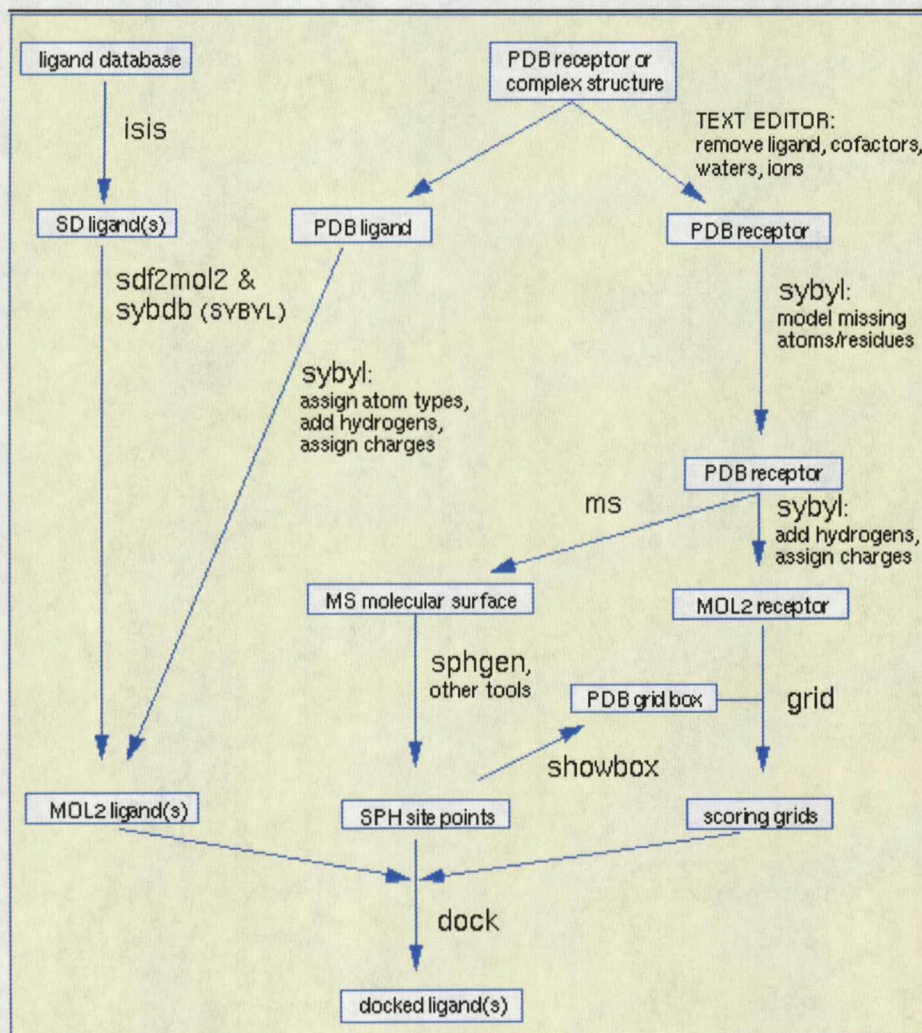 ligand database
PDB receptor or
complex structure
isis
TEXT EDITOR:
remove ligand, cofactors,
waters, ions
SD ligand(s)
PDB ligand
PDB receptor
sdf2mol2 &
sybdb (SYBYL)
sybyl:
model missing
atoms/residues
sybyl:
assign atom types,
add hydrogens,
assign charges
PDB receptor
ms
sybyl:
add hydrogens,
assign charges
MS molecular surface
MOL2 receptor
sphgen,
other tools
PDB grid box
grid
showbox
MOL2 ligand(s)
SPH site points
scoring grids
dock
docked ligand(s)